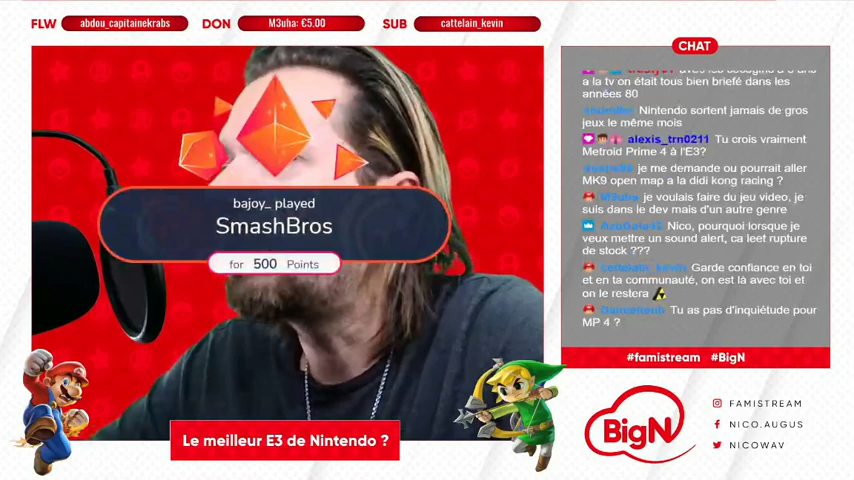 FLW abdou_capitainekrabs DON M3uha: €5.00 SUB cattelain_kevin
CHAT
a la tv on était tous bien briefé dans les
années 80
Nintendo sortent jamais de gros
jeux le même mois
alexis_trn0211 Tu crois vraiment
Metroid Prime 4 à l'E3?
je me demande ou pourrait aller
MK9 open map a la didi kong racing ?
M3uha je voulais faire du jeu video, je
suis dans le dev mais d'un autre genre
Nico, pourquoi lorsque je
veux mettre un sound alert, ca leet rupture
de stock ???
cattelain_kevin Garde confiance en toi
et en ta communauté, on est là avec toi et
on le restera
Tu as pas d'inquiétude pour
MP 4 ?
#famistream #BigN
bajoy_ played
SmashBros
for 500 Points
Le meilleur E3 de Nintendo ?
BigN
FAMISTREAM
NICO.AUGUS
NICOWAV